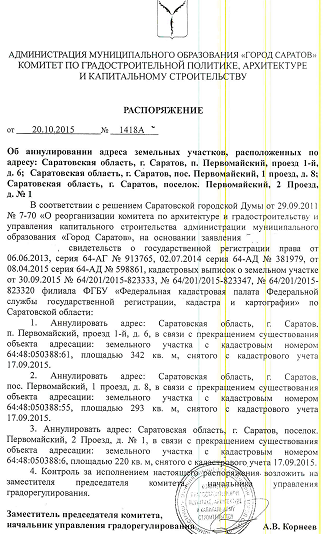 АДМИНИСТРАЦИЯ МУНИЦИПАЛЬНОГО ОБРАЗОВАНИЯ «ГОРОД САРАТОВ»
КОМИТЕТ ПО ГРАДОСТРОИТЕЛЬНОЙ ПОЛИТИКЕ, АРХИТЕКТУРЕ
И КАПИТАЛЬНОМУ СТРОИТЕЛЬСТВУ
РАСПОРЯЖЕНИЕ
от 20.10.2015 № 1418А
Об аннулировании адреса земельных участков, расположенных по
адресу: Саратовская область, г. Саратов, п. Первомайский, проезд 1-й,
д. 6; Саратовская область, г. Саратов, пос. Первомайский, 1 проезд, д. 8;
Саратовская область, г. Саратов, поселок. Первомайский, 2 Проезд,
д. № 1
В соответствии с решением Саратовской городской Думы от 29.09.2011
№ 7-70 «О реорганизации комитета по архитектуре и градостроительству и
управления капитального строительства администрации муниципального
образования «Город Саратов», на основании заявления
, свидетельств о государственной регистрации права от
06.06.2013, серия 64-АГ № 913765, 02.07.2014 серия 64-АД № 381979, от
08.04.2015 серия 64-АД № 598861, кадастровых выписок о земельном участке
от 30.09.2015 № 64/201/2015-823333, № 64/201/2015-823347, № 64/201/2015-
823320 филиала ФГБУ «Федеральная кадастровая палата Федеральной
службы государственной регистрации, кадастра и картографии» по
Саратовской области:
1. Аннулировать адрес: Саратовская область, г. Саратов,
п. Первомайский, проезд 1-й, д. 6, в связи с прекращением существования
объекта адресации: земельного участка с кадастровым номером
64:48:050388:61, площадью 342 кв. м, снятого с кадастрового учета
17.09.2015.
2. Аннулировать адрес: Саратовская область, г. Саратов,
пос. Первомайский, 1 проезд, д. 8, в связи с прекращением существования
объекта адресации: земельного участка с кадастровым номером
64:48:050388:55, площадью 293 кв. м, снятого с кадастрового учета
17.09.2015.
3. Аннулировать адрес: Саратовская область, г. Саратов, поселок.
Первомайский, 2 Проезд, д. № 1, в связи с прекращением существования
объекта адресации: земельного участка с кадастровым номером
64:48:050388:6, площадью 220 кв. м, снятого с кадастрового учета 17.09.2015.
4. Контроль за исполнением настоящего распоряжения возложить на
заместителя председателя комитета, начальника управления
градорегулирования.
Заместитель председателя комитета,
начальник управления градорегулирования А.В. Корнеев